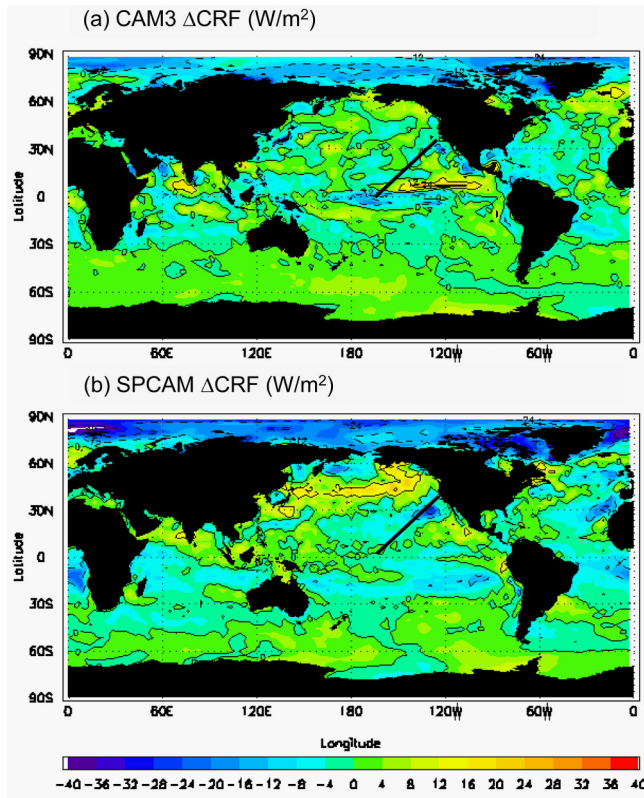 (a) CAM3 ΔCRF (W/m²)
90N
60N
30N
0
30S
60S
90S
Latitude
0 60E 120E 180 120W 60W 0
(b) SPCAM ΔCRF (W/m²)
90N
60N
30N
0
30S
60S
90S
Latitude
0 60E 120E 180 120W 60W 0
Longitude
-40 -36 -32 -28 -24 -20 -16 -12 -8 -4 0 4 8 12 16 20 24 28 32 36 40